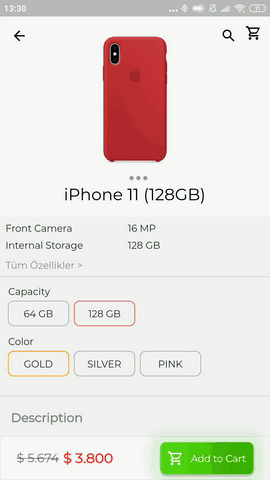 13:30
iPhone 11 (128GB)
Front Camera 16 MP
Internal Storage 128 GB
Tüm Özellikler >
Capacity
64 GB 128 GB
Color
GOLD SILVER PINK
Description
$ 5.674 $ 3.800 Add to Cart